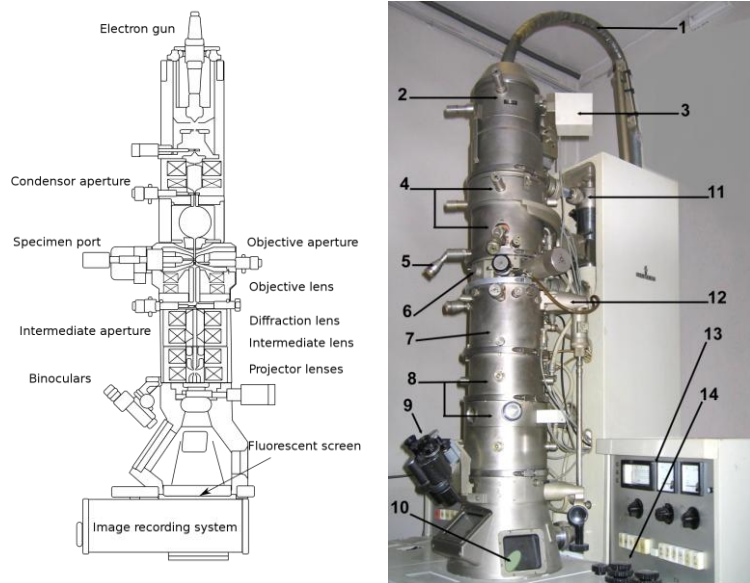 Electron gun
Condensor aperture
Specimen port
Objective aperture
Objective lens
Intermediate aperture
Diffraction lens
Intermediate lens
Projector lenses
Binoculars
Fluorescent screen
Image recording system
1
2
3
4
11
5
6
12
7
13
8
14
9
10